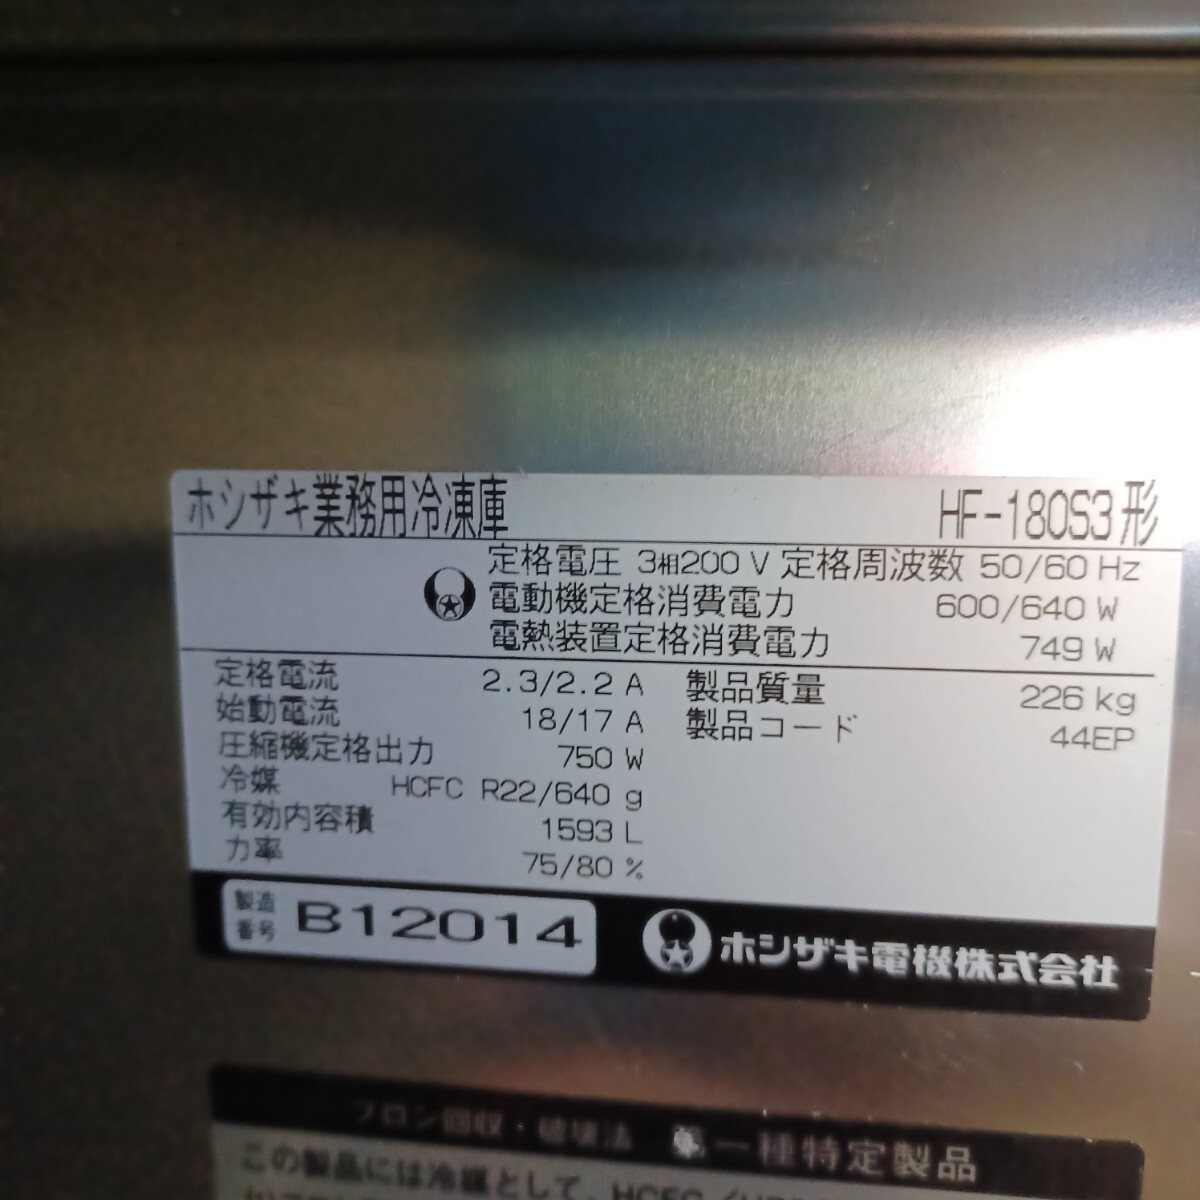 ホシザキ業務用冷凍庫 HF-180S3形
定格電圧 3相200 V 定格周波数 50/60 Hz
電動機定格消費電力 600/640 W
電熱装置定格消費電力 749 W
定格電流 2.3/2.2 A
始動電流 18/17 A
圧縮機定格出力 750 W
冷媒 HCFC R22/640 g
有効内容積 1593 L
力率 75/80 %
製品質量 226 kg
製品コード 44EP
製造番号 B12014
ホシザキ電機株式会社
フロン回収・破壊法 第一種特定製品
この製品には冷媒として、HCFC